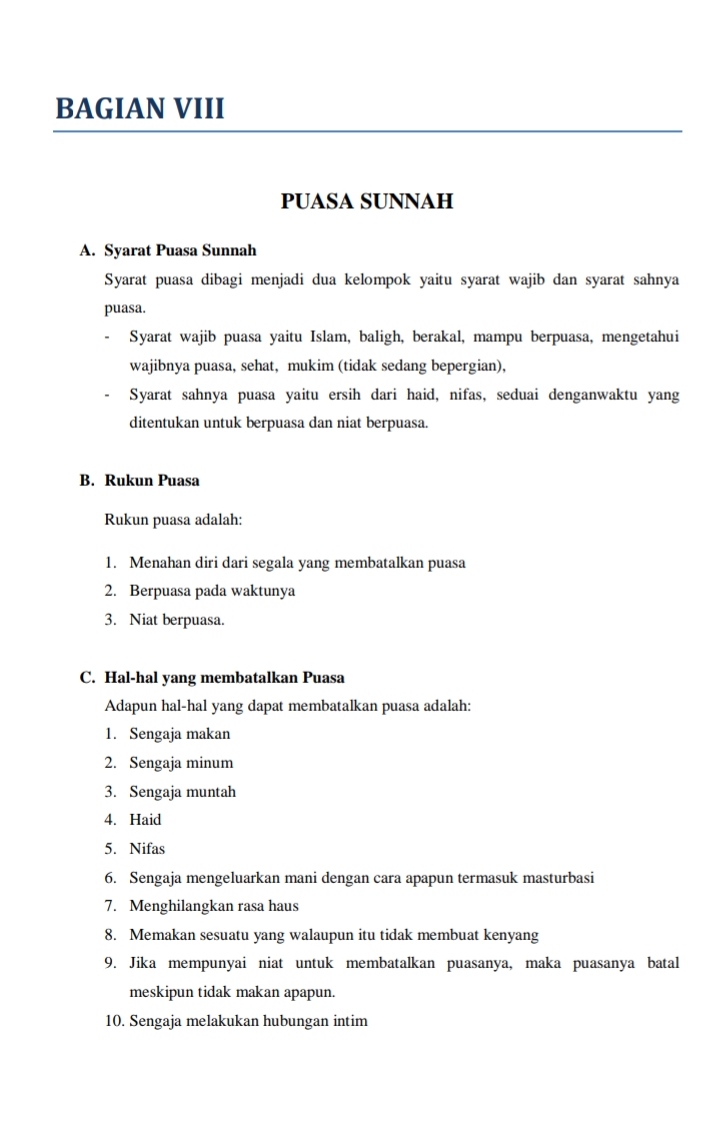 BAGIAN VIII
PUASA SUNNAH
A. Syarat Puasa Sunnah
Syarat puasa dibagi menjadi dua kelompok yaitu syarat wajib dan syarat sahnya
puasa.
- Syarat wajib puasa yaitu Islam, baligh, berakal, mampu berpuasa, mengetahui
wajibnya puasa, sehat, mukim (tidak sedang bepergian),
- Syarat sahnya puasa yaitu ersih dari haid, nifas, seduai denganwaktu yang
ditentukan untuk berpuasa dan niat berpuasa.
B. Rukun Puasa
Rukun puasa adalah:
1. Menahan diri dari segala yang membatalkan puasa
2. Berpuasa pada waktunya
3. Niat berpuasa.
C. Hal-hal yang membatalkan Puasa
Adapun hal-hal yang dapat membatalkan puasa adalah:
1. Sengaja makan
2. Sengaja minum
3. Sengaja muntah
4. Haid
5. Nifas
6. Sengaja mengeluarkan mani dengan cara apapun termasuk masturbasi
7. Menghilangkan rasa haus
8. Memakan sesuatu yang walaupun itu tidak membuat kenyang
9. Jika mempunyai niat untuk membatalkan puasanya, maka puasanya batal
meskipun tidak makan apapun.
10. Sengaja melakukan hubungan intim